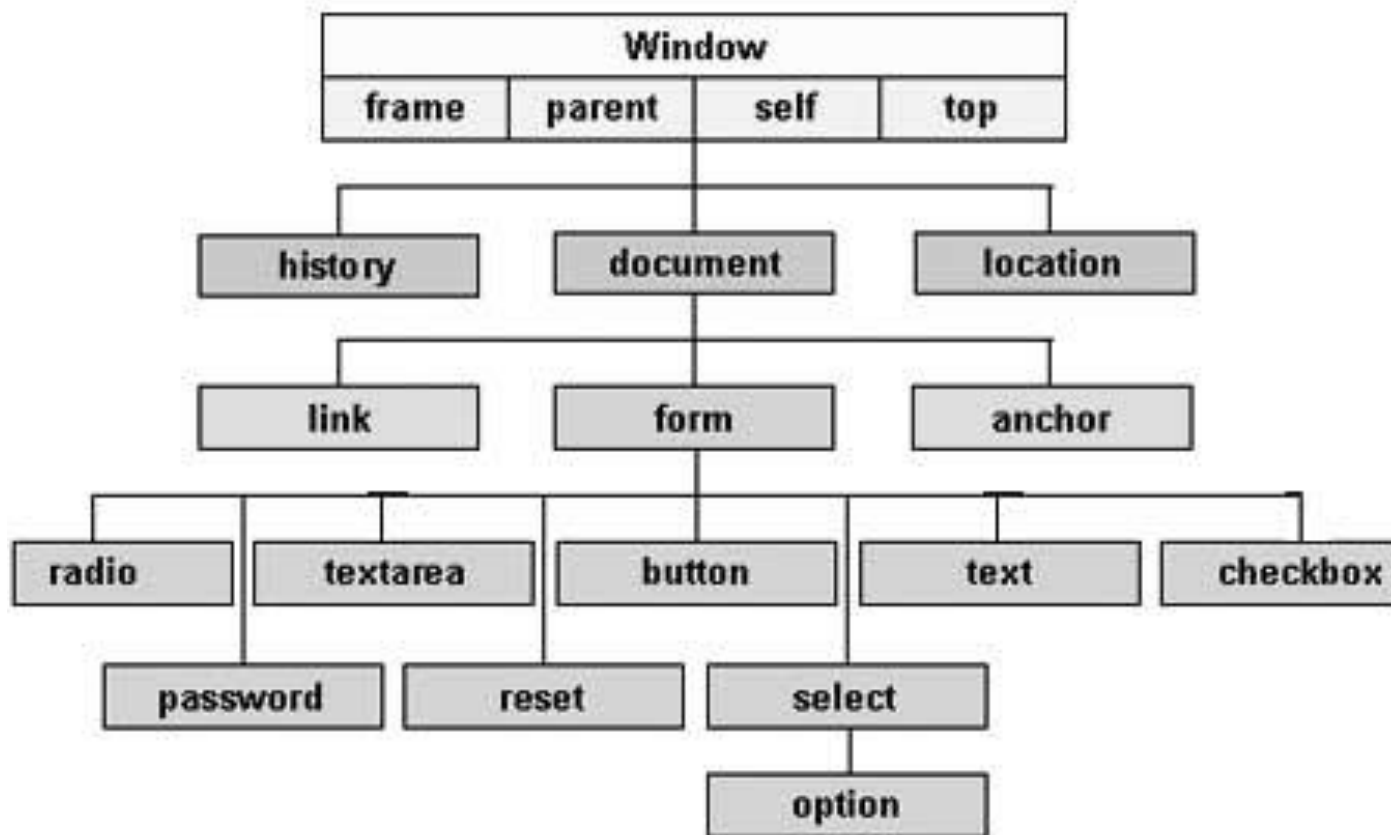 Window
frame parent self top
history document location
link form anchor
radio textarea button text checkbox
password reset select
option